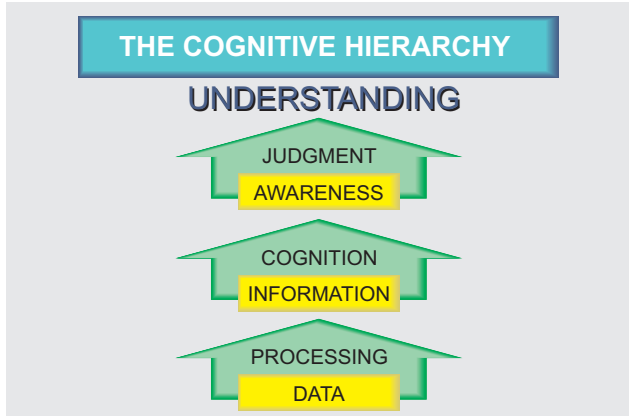 THE COGNITIVE HIERARCHY
UNDERSTANDING
JUDGMENT
AWARENESS
COGNITION
INFORMATION
PROCESSING
DATA